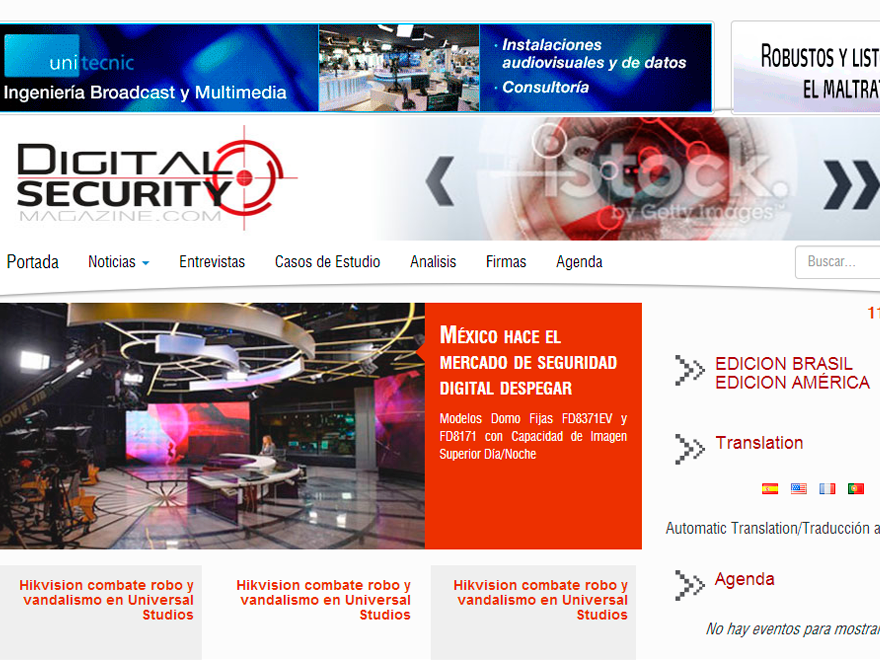 unitecnic
Ingeniería Broadcast y Multimedia
· Instalaciones
audiovisuales y de datos
· Consultoría
ROBUSTOS Y
EL
DIGITAL
SECURITY
MAGAZINE.COM
iStock.
by Getty Images
Portada Noticias Entrevistas Casos de Estudio Analisis Firmas Agenda
Buscar...
MÉXICO HACE EL
MERCADO DE SEGURIDAD
DIGITAL DESPEGAR
Modelos Domo Fijas FD8371EV y
FD8171 con Capacidad de Imagen
Superior Día/Noche
MOVIE JIB
EDICION BRASIL
EDICION AMÉRICA
Translation
Automatic Translation/Traducción
Agenda
No hay eventos para
Hikvision combate robo y
vandalismo en Universal
Studios
Hikvision combate robo y
vandalismo en Universal
Studios
Hikvision combate robo y
vandalismo en Universal
Studios